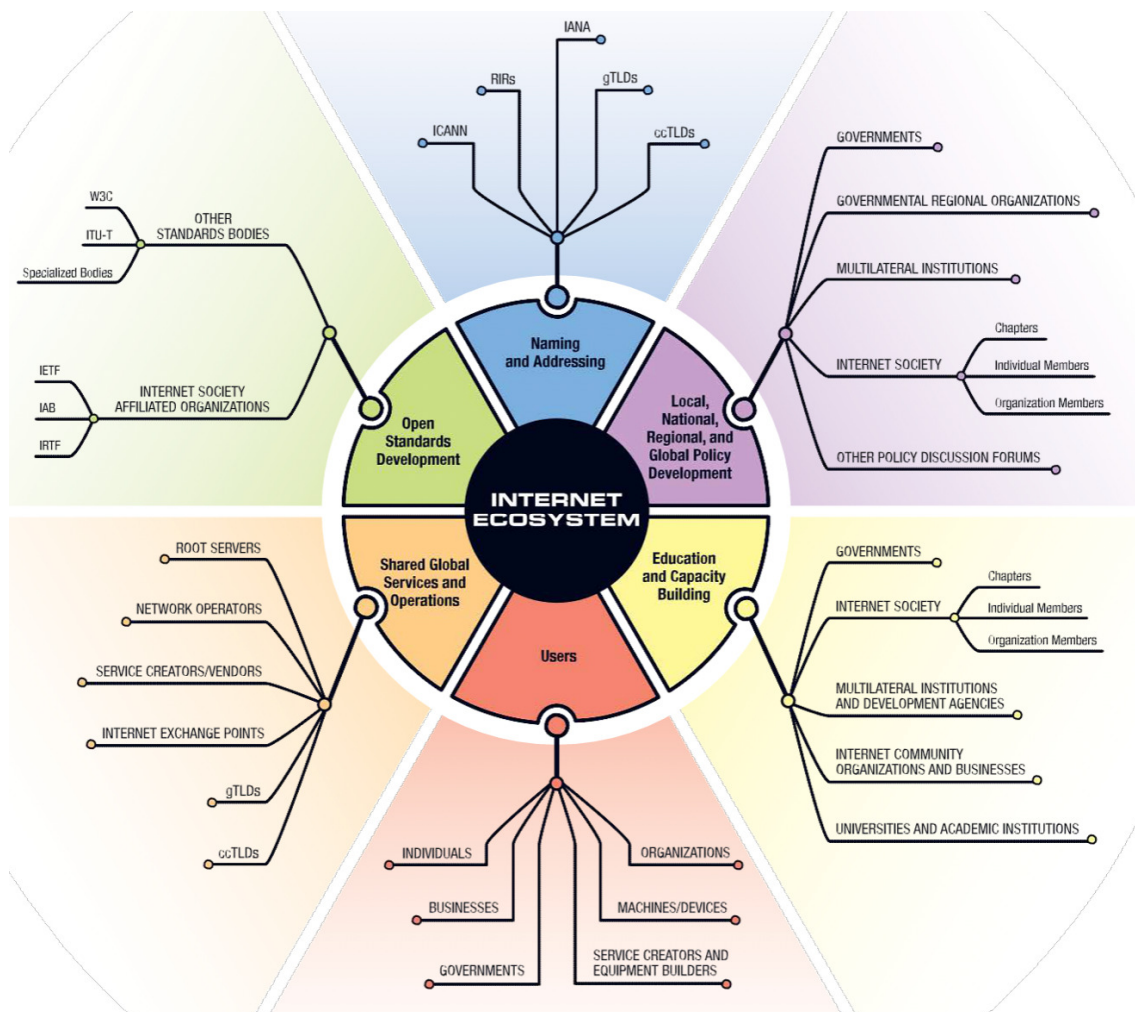 IANA
RIRs
gTLDs
ICANN
ccTLDs
Naming
and Addressing
GOVERNMENTS
GOVERNMENTAL REGIONAL ORGANIZATIONS
MULTILATERAL INSTITUTIONS
INTERNET SOCIETY
Chapters
Individual Members
Organization Members
OTHER POLICY DISCUSSION FORUMS
Local,
National,
Regional, and
Global Policy
Development
W3C
ITU-T
Specialized Bodies
OTHER
STANDARDS BODIES
IETF
IAB
IRTF
INTERNET SOCIETY
AFFILIATED ORGANIZATIONS
Open
Standards
Development
INTERNET
ECOSYSTEM
Shared Global
Services and
Operations
ROOT SERVERS
NETWORK OPERATORS
SERVICE CREATORS/VENDORS
INTERNET EXCHANGE POINTS
gTLDs
ccTLDs
Users
INDIVIDUALS
BUSINESSES
GOVERNMENTS
ORGANIZATIONS
MACHINES/DEVICES
SERVICE CREATORS AND
EQUIPMENT BUILDERS
Education
and Capacity
Building
GOVERNMENTS
INTERNET SOCIETY
Chapters
Individual Members
Organization Members
MULTILATERAL INSTITUTIONS
AND DEVELOPMENT AGENCIES
INTERNET COMMUNITY
ORGANIZATIONS AND BUSINESSES
UNIVERSITIES AND ACADEMIC INSTITUTIONS